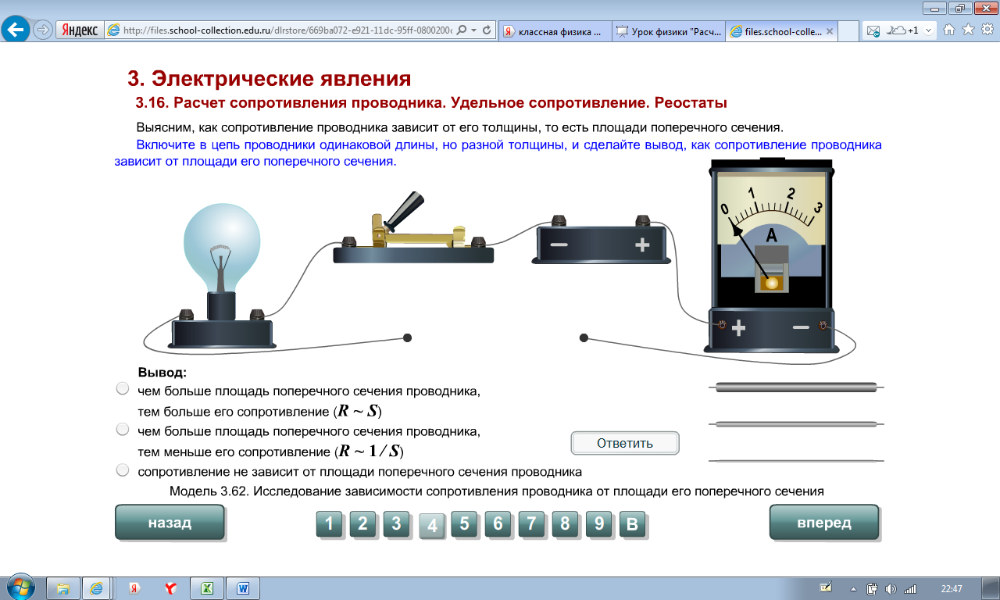 Яндекс
http://files.school-collection.edu.ru/dlrstore/669ba072-e921-11dc-95ff-0800200c
классная физика ...
Урок физики "Расч...
files.school-colle...
+1
3. Электрические явления
3.16. Расчет сопротивления проводника. Удельное сопротивление. Реостаты
Выясним, как сопротивление проводника зависит от его толщины, то есть площади поперечного сечения.
Включите в цепь проводники одинаковой длины, но разной толщины, и сделайте вывод, как сопротивление проводника
зависит от площади его поперечного сечения.
0 1 2 3
A
− +
+ −
Вывод:
чем больше площадь поперечного сечения проводника,
тем больше его сопротивление (R ~ S)
чем больше площадь поперечного сечения проводника,
тем меньше его сопротивление (R ~ 1 / S)
сопротивление не зависит от площади поперечного сечения проводника
Ответить
Модель 3.62. Исследование зависимости сопротивления проводника от площади его поперечного сечения
назад
1 2 3 4 5 6 7 8 9 В
вперед
22:47